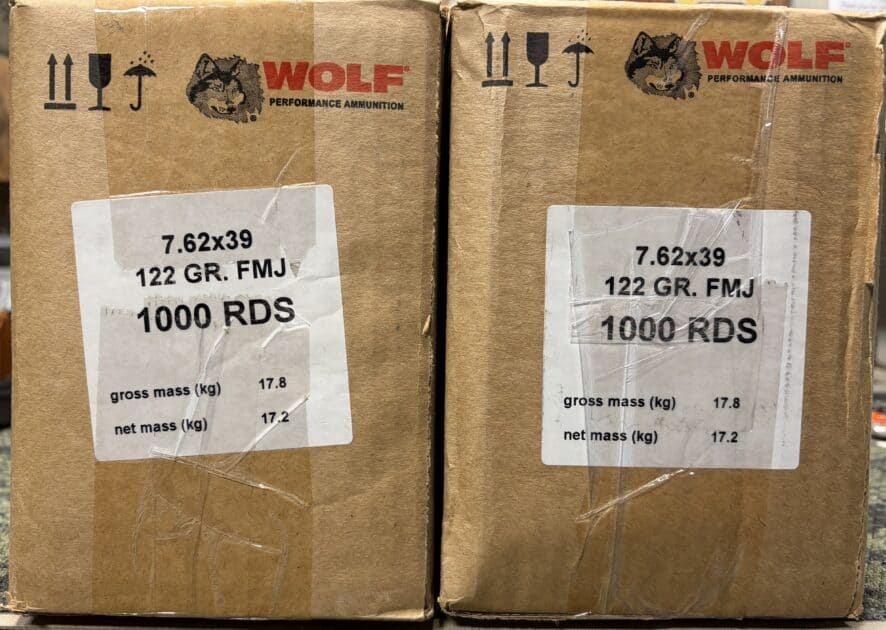 WOLF
PERFORMANCE AMMUNITION
7.62x39
122 GR. FMJ
1000 RDS
gross mass (kg) 17.8
net mass (kg) 17.2
WOLF
PERFORMANCE AMMUNITION
7.62x39
122 GR. FMJ
1000 RDS
gross mass (kg) 17.8
net mass (kg) 17.2